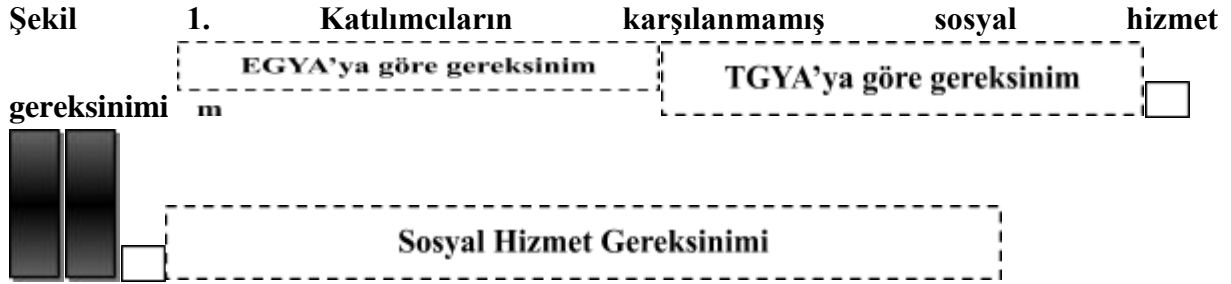 Şekil 1. Katılımcıların karşılanmamış sosyal hizmet
EGYA'ya göre gereksinim
TGYA'ya göre gereksinim
gereksinimi m
Sosyal Hizmet Gereksinimi